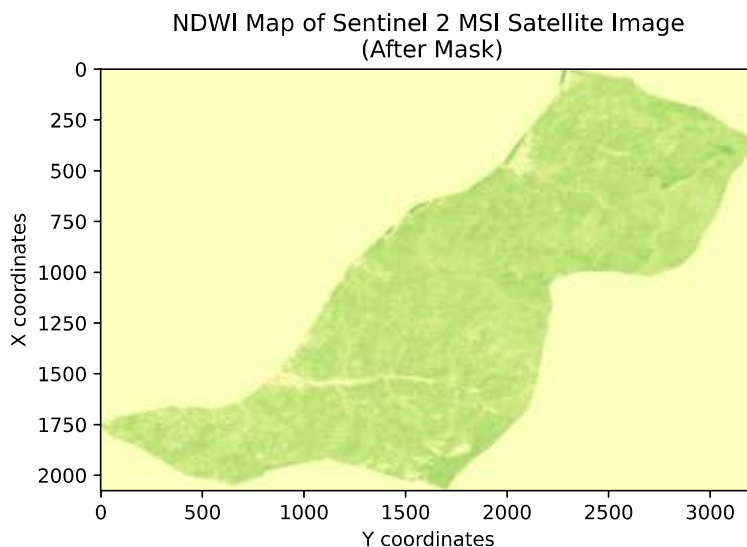 NDWI Map of Sentinel 2 MSI Satellite Image
(After Mask)
0
250
500
750
1000
1250
1500
1750
2000
X coordinates
0 500 1000 1500 2000 2500 3000
Y coordinates